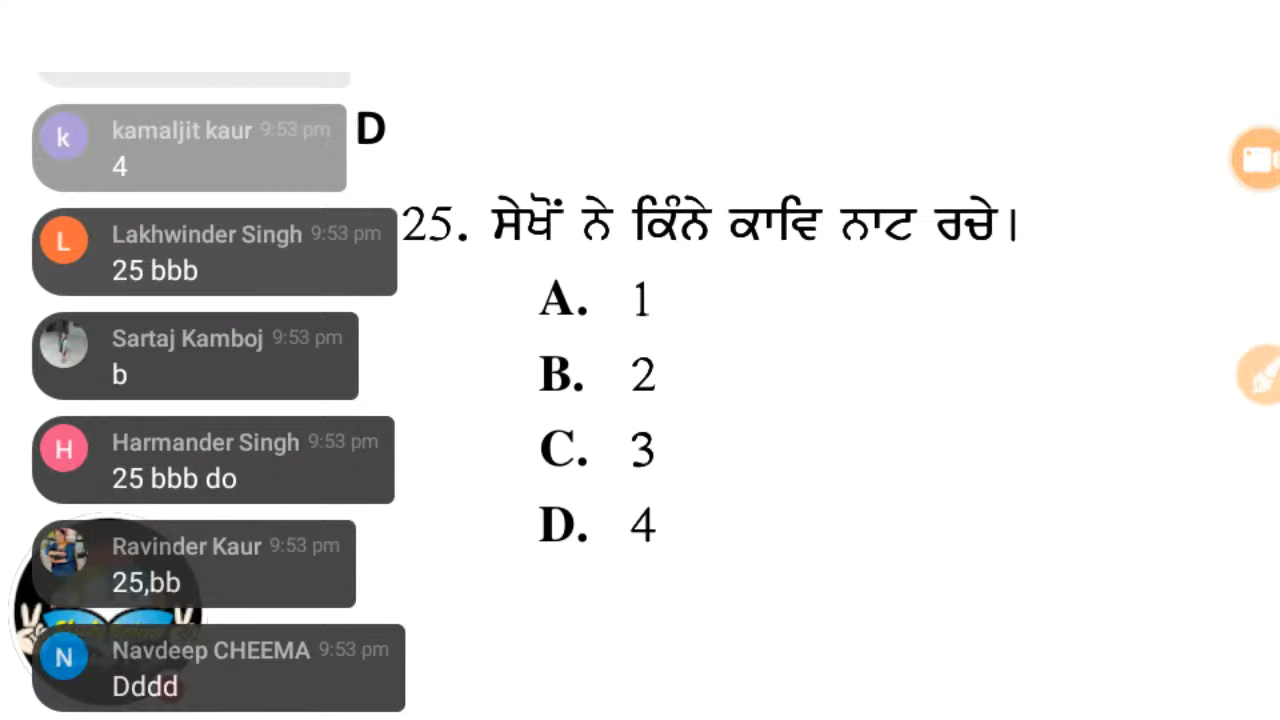 k
kamaljit kaur 9:53 pm
4
D
L
Lakhwinder Singh 9:53 pm
25 bbb
Sartaj Kamboj 9:53 pm
b
H
Harmander Singh 9:53 pm
25 bbb do
Ravinder Kaur 9:53 pm
25,bb
N
Navdeep CHEEMA 9:53 pm
Dddd
25. ਸੇਖੋਂ ਨੇ ਕਿੰਨੇ ਕਾਵਿ ਨਾਟ ਰਚੇ।
A. 1
B. 2
C. 3
D. 4